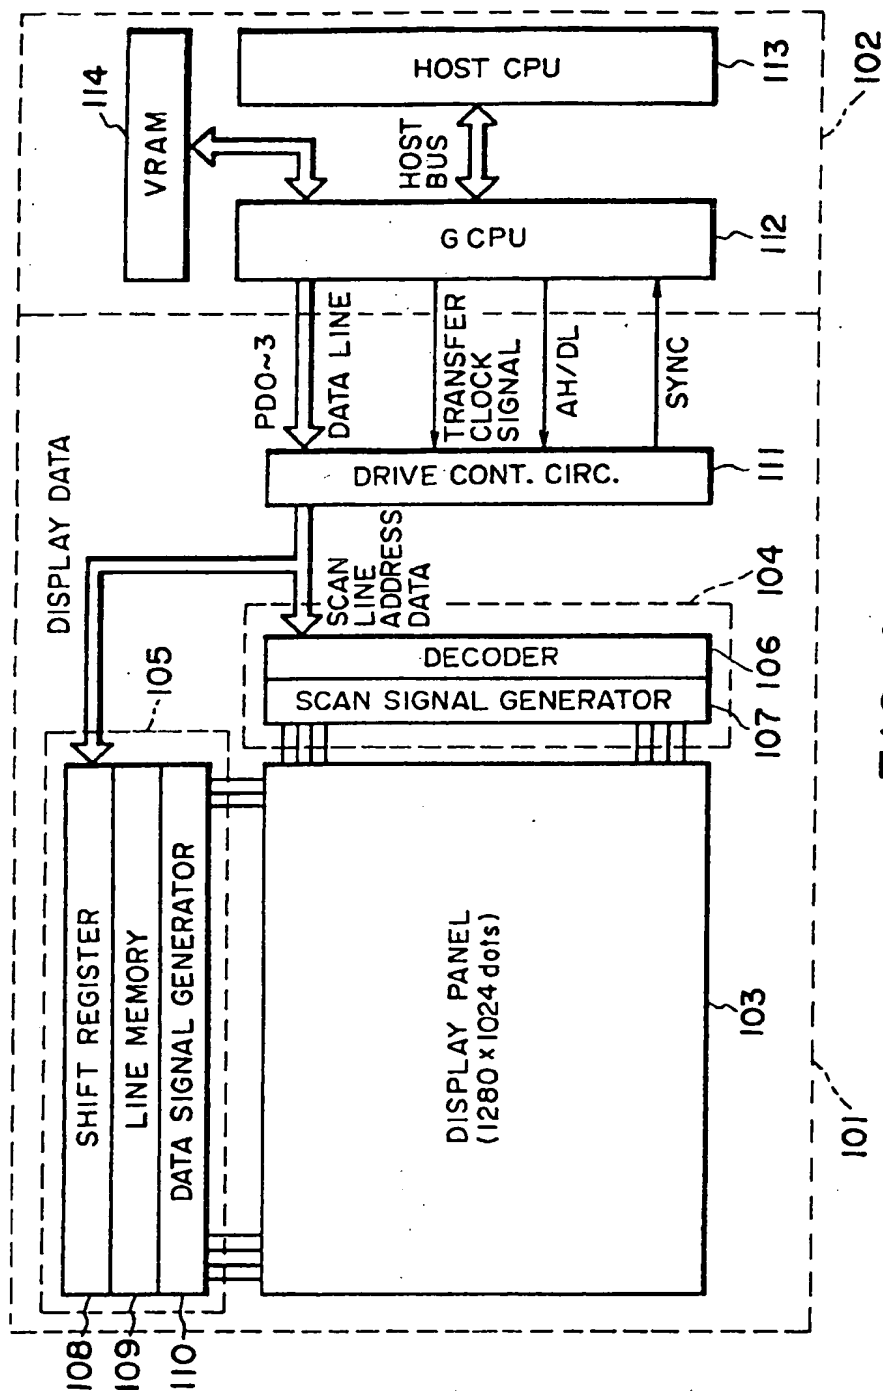 108
SHIFT REGISTER
109
LINE MEMORY
110
DATA SIGNAL GENERATOR
105
DISPLAY DATA
114
VRAM
DISPLAY PANEL
(1280 x 1024 dots)
103
SCAN SIGNAL GENERATOR
107
DECODER
106
104
SCAN
LINE
ADDRESS
DATA
DRIVE CONT. CIRC.
111
PD0~3
DATA LINE
TRANSFER
CLOCK
SIGNAL
AH/DL
SYNC
G CPU
112
HOST
BUS
HOST CPU
113
101
102